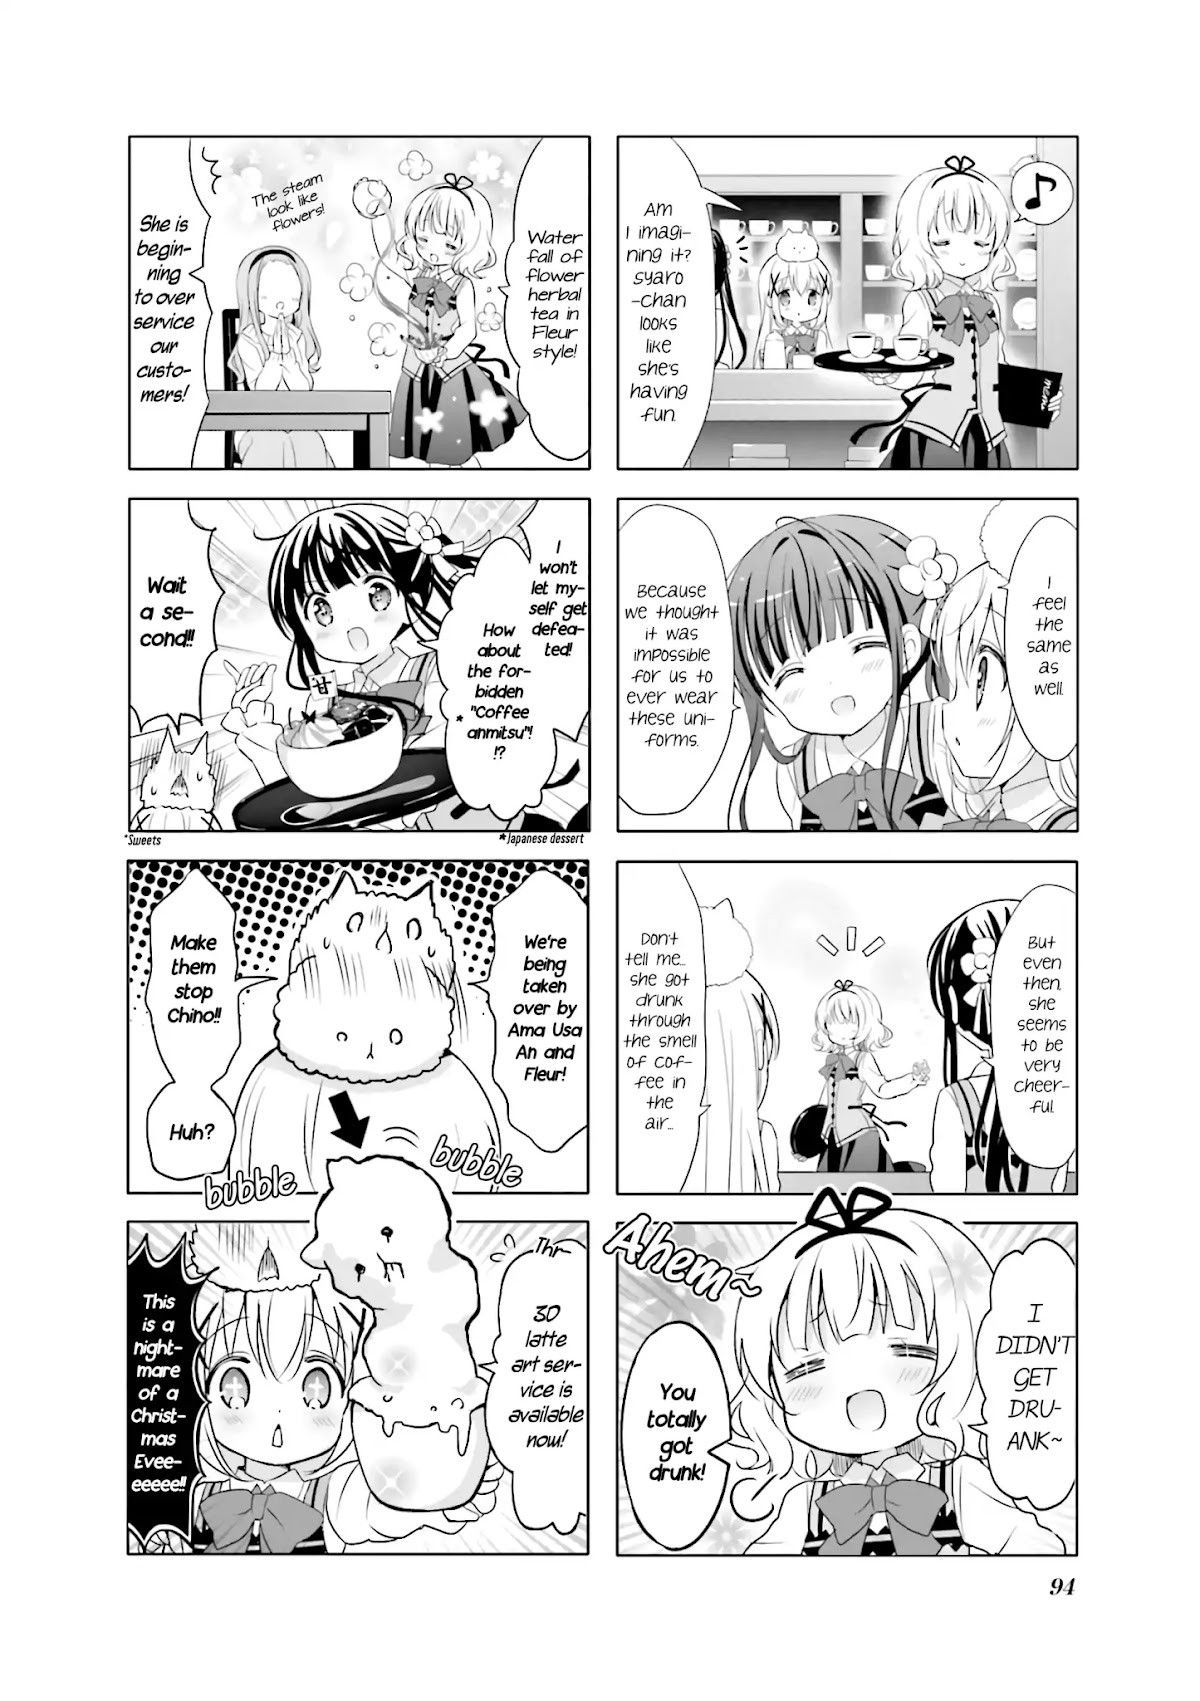 Am
I imagi-
ning it?
Syaro
-chan
looks
like
she's
having
fun.
menu
I
feel
the
same
as
well.
Because
we thought
it was
impossible
for us to
ever wear
these uni-
forms.
But
even
then,
she
seems
to be
very
cheer-
ful.
Don't
tell me...
she got
drunk
through
the smell
of cof-
fee in
the
air...
Ahem~
I
DIDN'T
GET
DRU-
ANK~
You
totally
got
drunk!
Water
fall of
flower
herbal
tea in
Fleur
style!
The steam
look like
flowers!
She is
begin-
ning
to over
service
our
custo-
mers!
I
won't
let my-
self get
defea-
ted!
How
about
the for-
bidden
"Coffee
* anmitsu"!
!?
甘
Wait
a se-
cond!!!
*Sweets
*Japanese dessert
We're
being
taken
over by
Ama Usa
An and
Fleur!
Make
them
stop
Chino!!
Huh?
bubble
bubble
Thr-
3D
latte
art ser-
vice is
available
now!
This
is a
night-
mare
of a
Christ-
mas
Evee-
eeeee!!
94